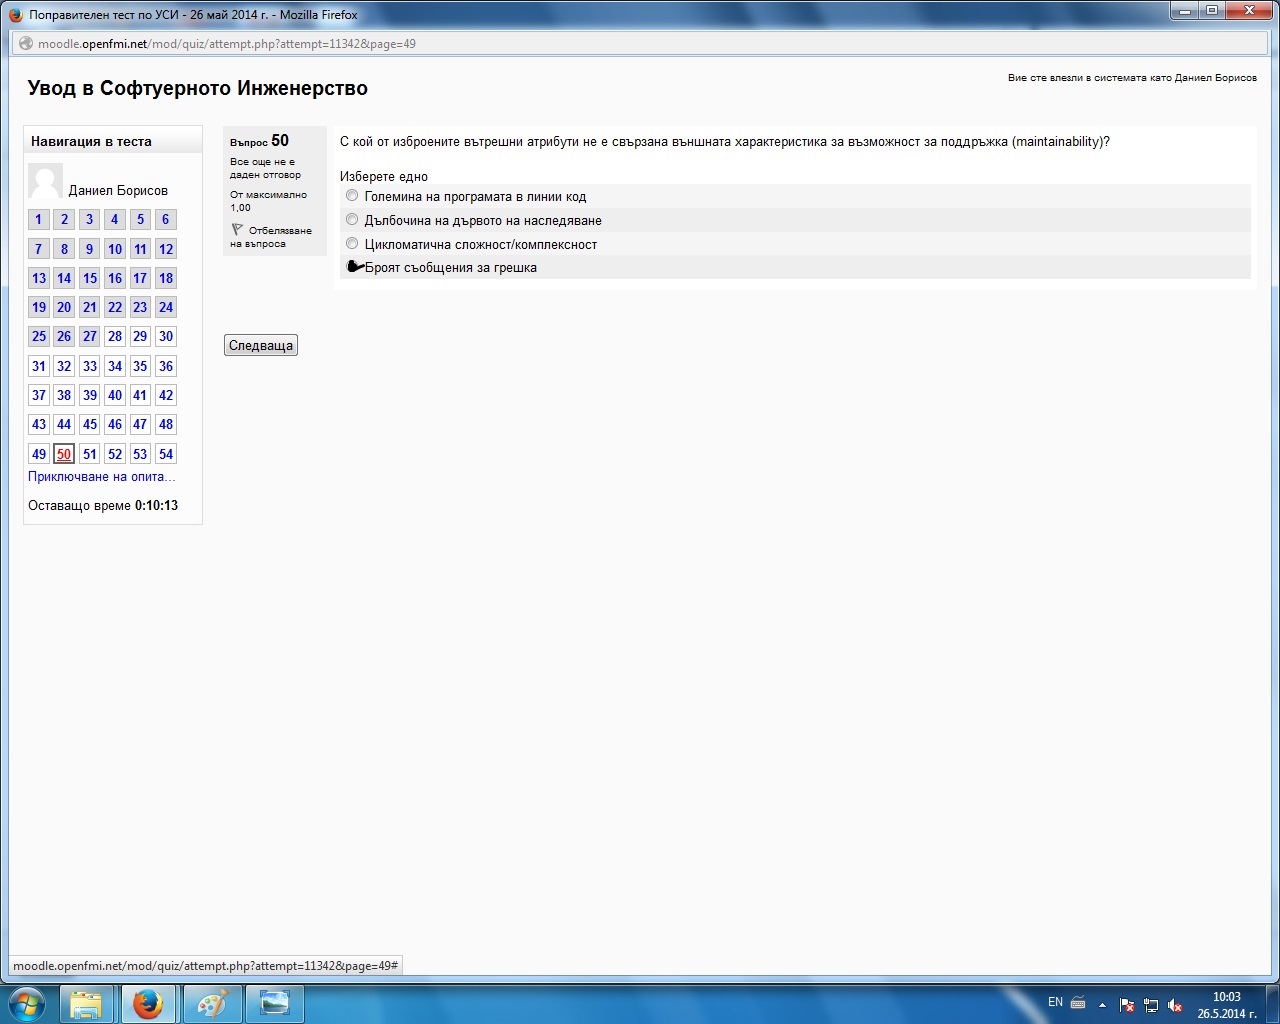 Поправителен тест по УСИ - 26 май 2014 г. - Mozilla Firefox
moodle.openfmi.net/mod/quiz/attempt.php?attempt=11342&page=49
Увод в Софтуерното Инженерство
Вие сте влезли в системата като Даниел Борисов
Навигация в теста
Даниел Борисов
1 2 3 4 5 6
7 8 9 10 11 12
13 14 15 16 17 18
19 20 21 22 23 24
25 26 27 28 29 30
31 32 33 34 35 36
37 38 39 40 41 42
43 44 45 46 47 48
49 50 51 52 53 54
Приключване на опита...
Оставащо време 0:10:13
Въпрос 50
Все още не е
даден отговор
От максимално
1,00
Отбелязване
на въпроса
С кой от изброените вътрешни атрибути не е свързана външната характеристика за възможност за поддръжка (maintainability)?
Изберете едно
Големина на програмата в линии код
Дълбочина на дървото на наследяване
Цикломатична сложност/комплексност
Броят съобщения за грешка
Следваща
moodle.openfmi.net/mod/quiz/attempt.php?attempt=11342&page=49#
EN
10:03
26.5.2014 г.